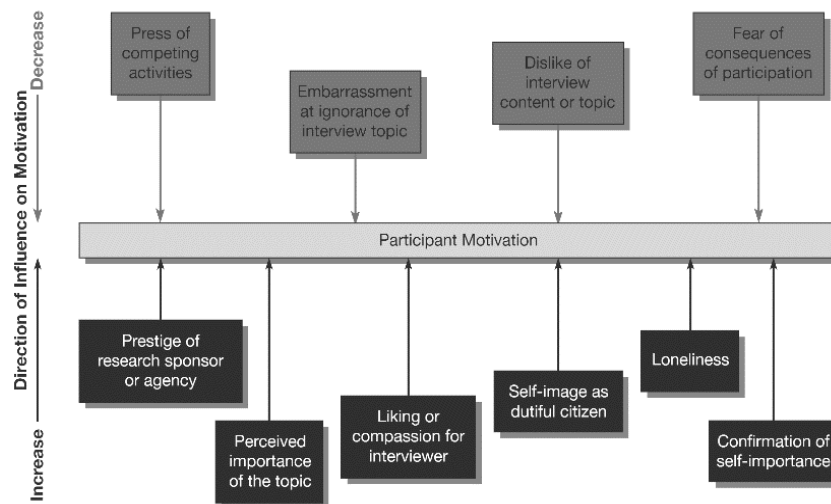 Direction of Influence on Motivation
Decrease
Increase
Press of
competing
activities
Embarrassment
at ignorance of
interview topic
Dislike of
interview
content or topic
Fear of
consequences
of participation
Participant Motivation
Prestige of
research sponsor
or agency
Perceived
importance
of the topic
Liking or
compassion for
interviewer
Self-image as
dutiful citizen
Loneliness
Confirmation of
self-importance